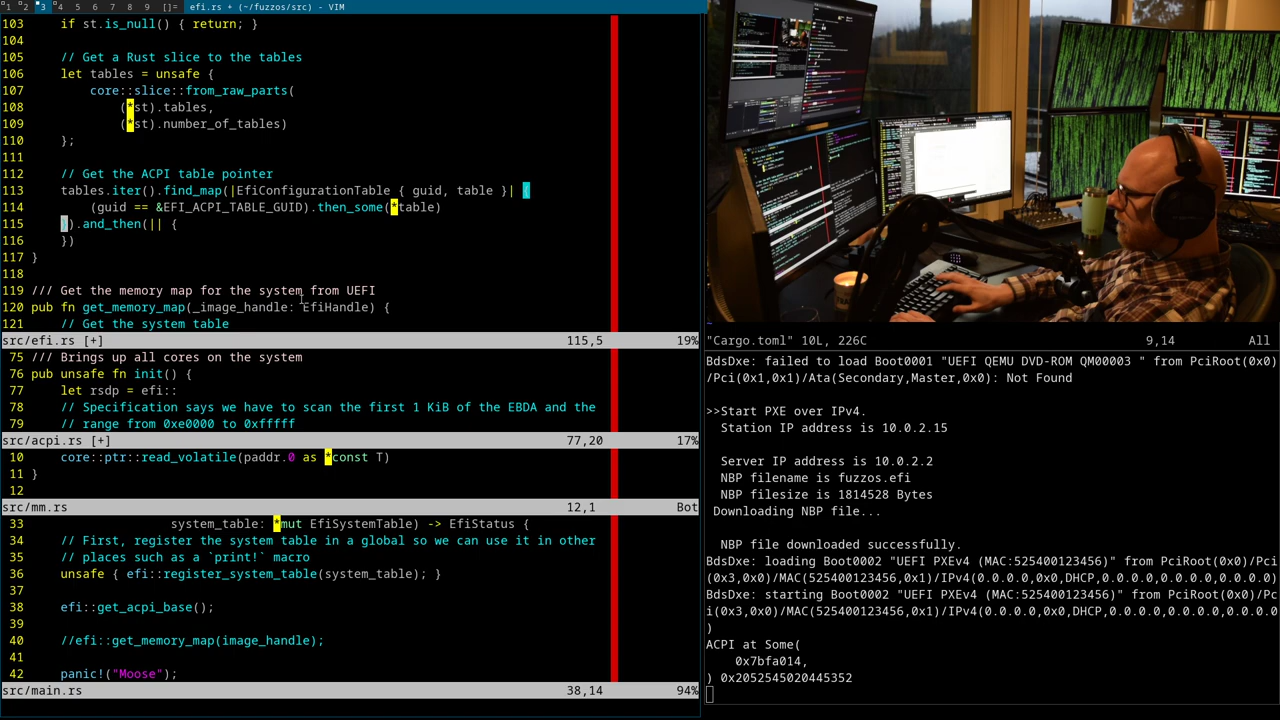 1 2 3 4 5 6 7 8 9 []= efi.rs + (~/fuzzos/src) - VIM
103     if st.is_null() { return; }
104
105     // Get a Rust slice to the tables
106     let tables = unsafe {
107         core::slice::from_raw_parts(
108             (*st).tables,
109             (*st).number_of_tables)
110     };
111
112     // Get the ACPI table pointer
113     tables.iter().find_map(|EfiConfigurationTable { guid, table }| {
114         (guid == &EFI_ACPI_TABLE_GUID).then_some(*table)
115     }).and_then(|| {
116     })
117 }
118
119 /// Get the memory map for the system from UEFI
120 pub fn get_memory_map(_image_handle: EfiHandle) {
121     // Get the system table
src/efi.rs [+] 115,5 19%
75 /// Brings up all cores on the system
76 pub unsafe fn init() {
77     let rsdp = efi::
78     // Specification says we have to scan the first 1 KiB of the EBDA and the
79     // range from 0xe0000 to 0xfffff
src/acpi.rs [+] 77,20 17%
10     core::ptr::read_volatile(paddr.0 as *const T)
11 }
12
src/mm.rs 12,1 Bot
33                  system_table: *mut EfiSystemTable) -> EfiStatus {
34     // First, register the system table in a global so we can use it in other
35     // places such as a `print!` macro
36     unsafe { efi::register_system_table(system_table); }
37
38     efi::get_acpi_base();
39
40     //efi::get_memory_map(image_handle);
41
42     panic!("Moose");
src/main.rs 38,14 94%
~
"Cargo.toml" 10L, 226C 9,14 All
BdsDxe: failed to load Boot0001 "UEFI QEMU DVD-ROM QM00003 " from PciRoot(0x0)
/Pci(0x1,0x1)/Ata(Secondary,Master,0x0): Not Found
>>Start PXE over IPv4.
Station IP address is 10.0.2.15
Server IP address is 10.0.2.2
NBP filename is fuzzos.efi
NBP filesize is 1814528 Bytes
Downloading NBP file...
NBP file downloaded successfully.
BdsDxe: loading Boot0002 "UEFI PXEv4 (MAC:525400123456)" from PciRoot(0x0)/Pci
(0x3,0x0)/MAC(525400123456,0x1)/IPv4(0.0.0.0,0x0,DHCP,0.0.0.0,0.0.0.0,0.0.0.0)
BdsDxe: starting Boot0002 "UEFI PXEv4 (MAC:525400123456)" from PciRoot(0x0)/Pc
i(0x3,0x0)/MAC(525400123456,0x1)/IPv4(0.0.0.0,0x0,DHCP,0.0.0.0,0.0.0.0,0.0.0.0
)
ACPI at Some(
    0x7bfa014,
) 0x2052545020445352